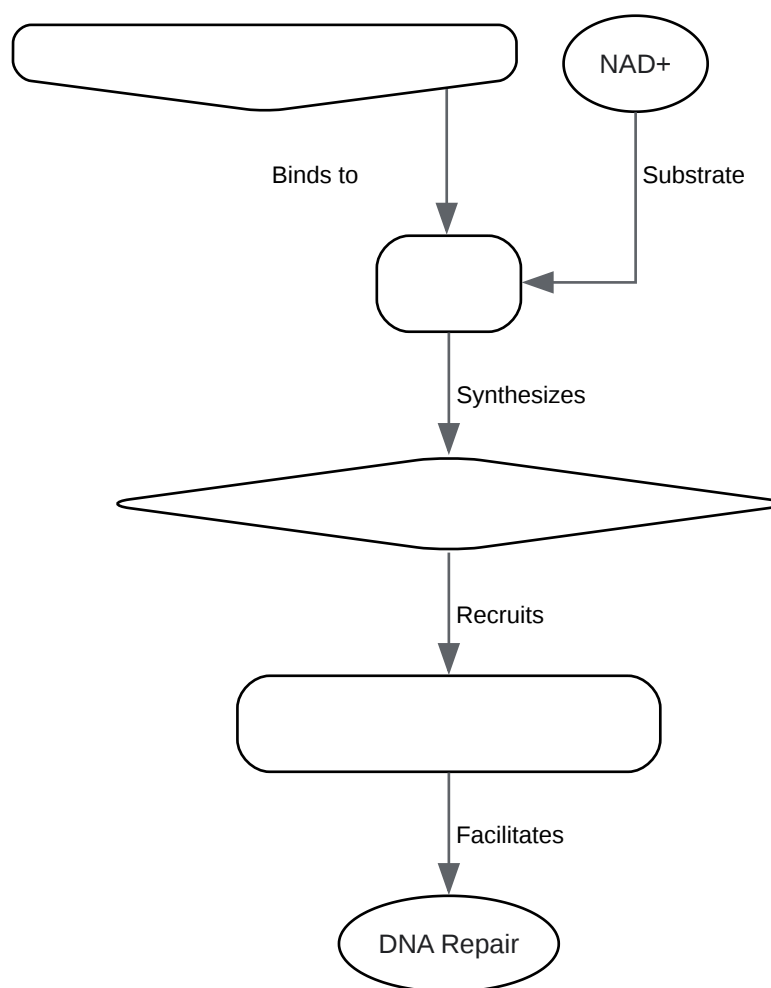 NAD+
Binds to
Substrate
Synthesizes
Recruits
Facilitates
DNA Repair